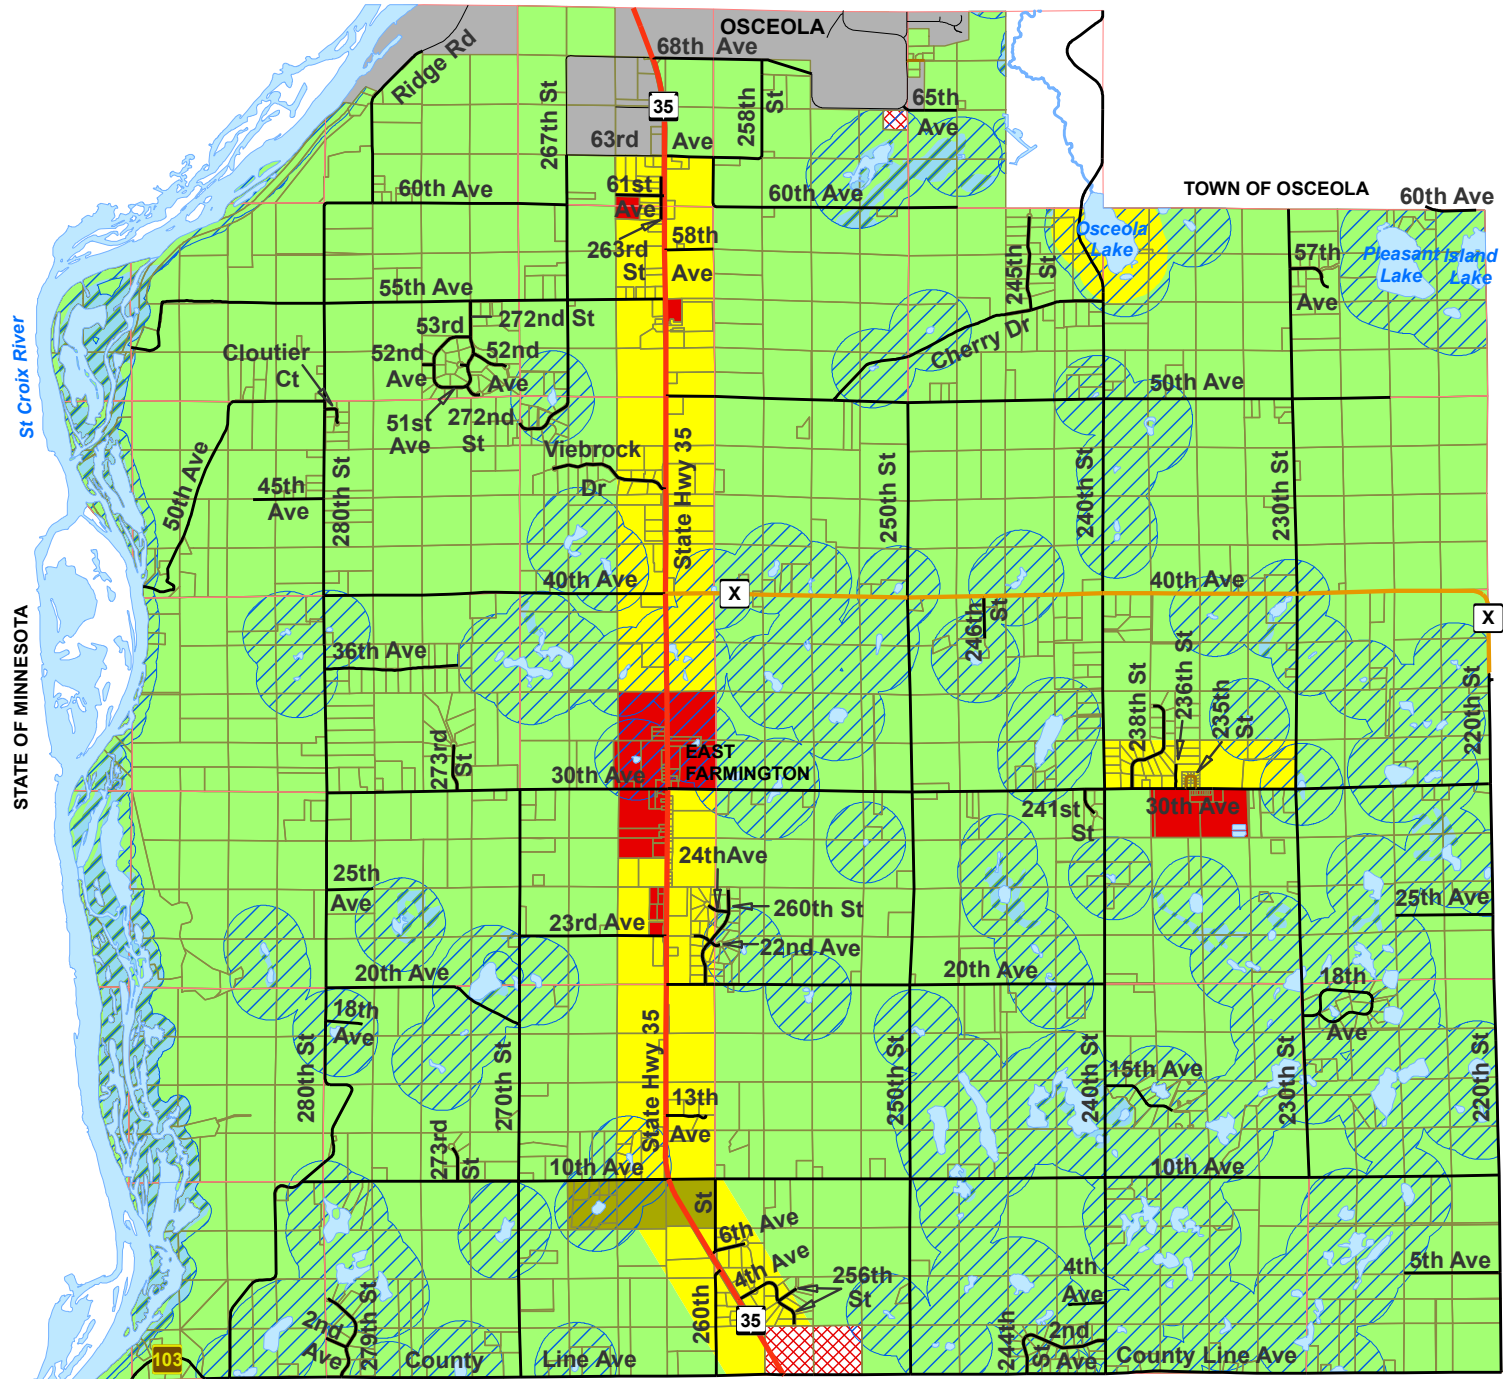 OSCEOLA
68th Ave
Ridge Rd
267th St
35
258th
St
65th
Ave
63rd
Ave
60th Ave
61st
Ave
60th Ave
TOWN OF OSCEOLA
60th Ave
263rd
St
58th
Ave
245th
St
Osceola
Lake
57th
Ave
Pleasant
Lake
Island
Lake
55th Ave
272nd St
53rd
52nd
Ave
52nd
Ave
Cloutier
Ct
51st
Ave
272nd
St
Cherry Dr
50th Ave
St Croix River
50th Ave
45th
Ave
280th St
Viebrock
Dr
State Hwy 35
250th St
240th St
230th St
40th Ave
X
40th Ave
X
STATE OF MINNESOTA
36th Ave
246th
St
238th St
236th St
235th
St
220th St
273rd
St
30th Ave
EAST
FARMINGTON
241st
St
30th Ave
24thAve
25th
Ave
260th St
23rd Ave
22nd Ave
25th Ave
20th Ave
20th Ave
18th
Ave
18th
Ave
280th St
270th St
State Hwy 35
250th St
240th St
15th Ave
230th St
220th St
13th
Ave
273rd
St
10th Ave
10th Ave
St
6th Ave
4th Ave
256th
St
260th
35
4th
Ave
5th Ave
2nd
Ave
279th St
103
County
Line Ave
244th
St
2nd
Ave
County Line Ave